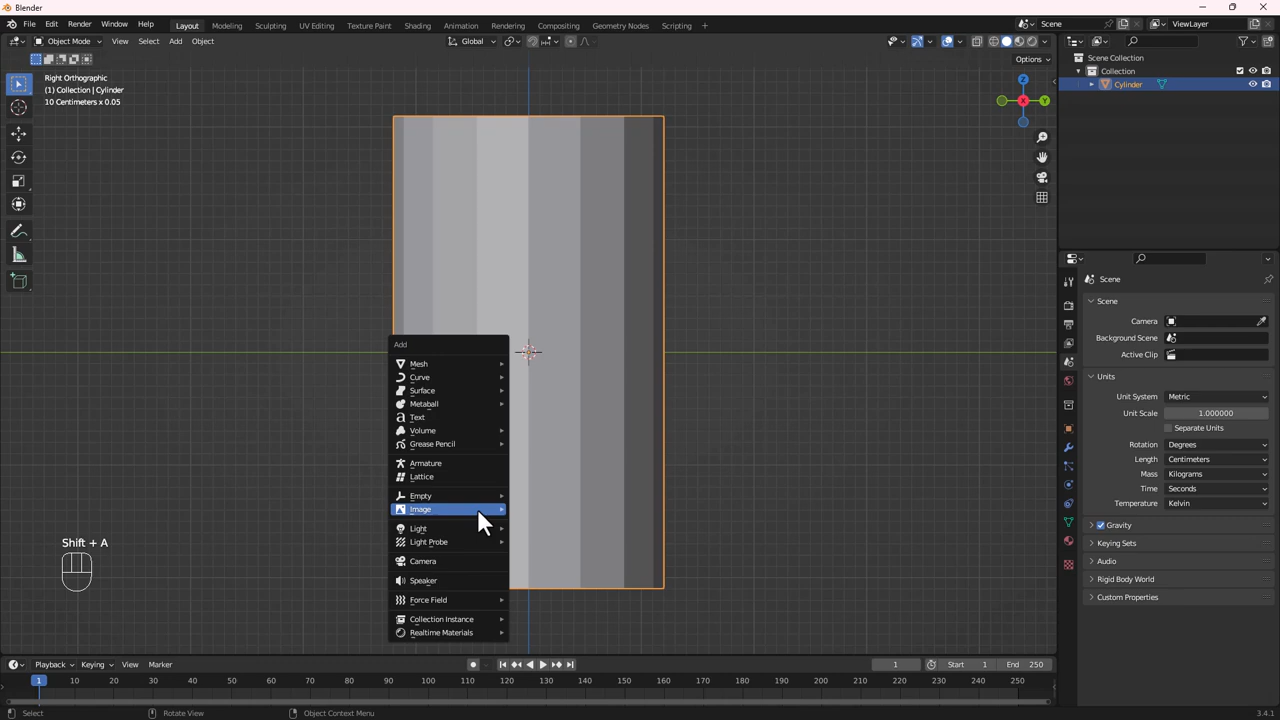 Blender
File Edit Render Window Help Layout Modeling Sculpting UV Editing Texture Paint Shading Animation Rendering Compositing Geometry Nodes Scripting + Scene ViewLayer
Object Mode View Select Add Object Global
Options
Right Orthographic
(1) Collection | Cylinder
10 Centimeters x 0.05
Z
Y
X
Scene Collection
Collection
Cylinder
Add
Mesh
Curve
Surface
Metaball
Text
Volume
Grease Pencil
Armature
Lattice
Empty
Image
Light
Light Probe
Camera
Speaker
Force Field
Collection Instance
Realtime Materials
Shift + A
Scene
Scene
Camera
Background Scene
Active Clip
Units
Unit System Metric
Unit Scale 1.000000
Separate Units
Rotation Degrees
Length Centimeters
Mass Kilograms
Time Seconds
Temperature Kelvin
Gravity
Keying Sets
Audio
Rigid Body World
Custom Properties
Playback Keying View Marker 1 Start 1 End 250
1 10 20 30 40 50 60 70 80 90 100 110 120 130 140 150 160 170 180 190 200 210 220 230 240 250
Select Rotate View Object Context Menu 3.4.1